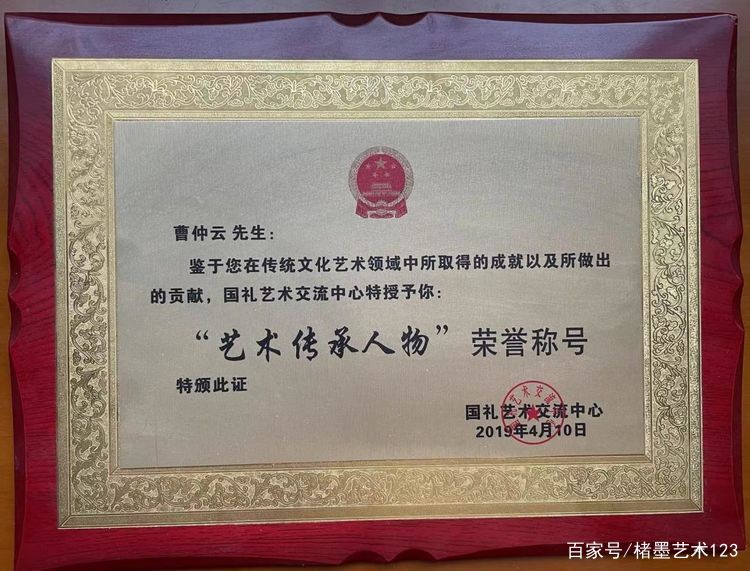 曹仲云 先生：
鉴于您在传统文化艺术领域中所取得的成就以及所做出
的贡献，国礼艺术交流中心特授予你：
“艺术传承人物”荣誉称号
特颁此证
国礼艺术交流中心
2019年4月10日
百家号/楮墨艺术123